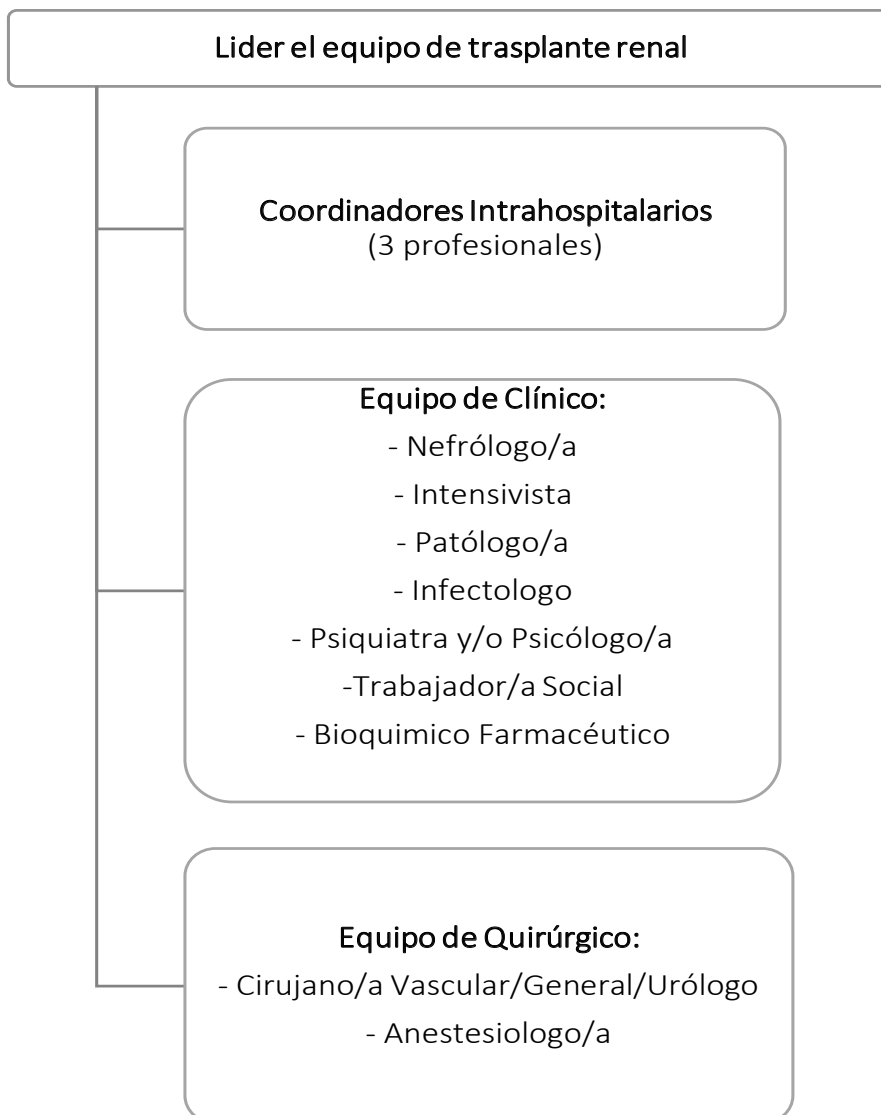 Lider el equipo de trasplante renal
Coordinadores Intrahospitalarios
(3 profesionales)
Equipo de Clínico:
- Nefrólogo/a
- Intensivista
- Patólogo/a
- Infectologo
- Psiquiatra y/o Psicólogo/a
-Trabajador/a Social
- Bioquimico Farmacéutico
Equipo de Quirúrgico:
- Cirujano/a Vascular/General/Urólogo
- Anestesiologo/a